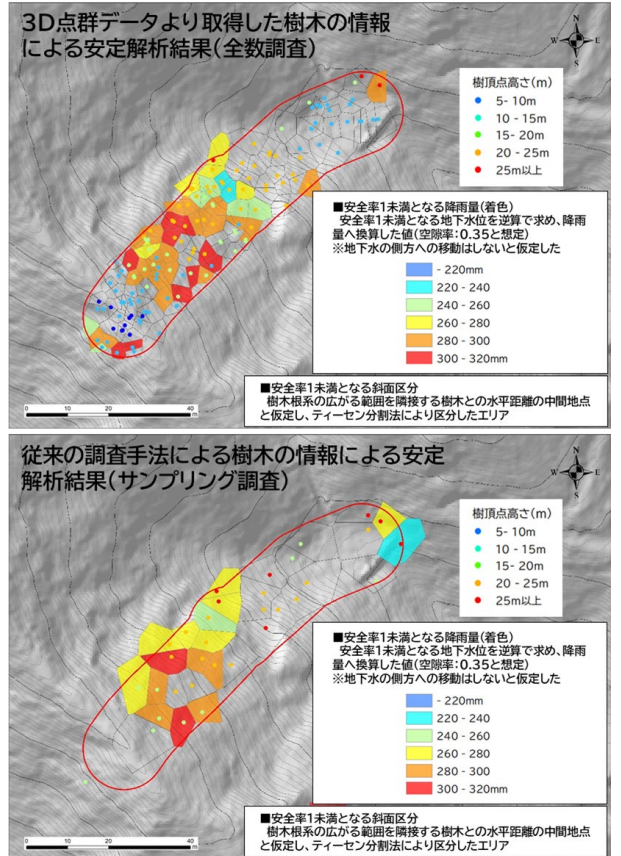 3D点群データより取得した樹木の情報
による安定解析結果(全数調査)
N
W
E
S
樹頂点高さ(m)
5- 10m
10 - 15m
15- 20m
20 - 25m
25m以上
■安全率1未満となる降雨量(着色)
安全率1未満となる地下水位を逆算で求め、降雨
量へ換算した値(空隙率:0.35と想定)
※地下水の側方への移動はしないと仮定した
- 220mm
220 - 240
240 - 260
260 - 280
280 - 300
300 - 320mm
■安全率1未満となる斜面区分
樹木根系の広がる範囲を隣接する樹木との水平距離の中間地点
と仮定し、ティーセン分割法により区分したエリア
0 10 20 40
m
従来の調査手法による樹木の情報による安定
解析結果(サンプリング調査)
N
W
E
S
樹頂点高さ(m)
5- 10m
10 - 15m
15- 20m
20 - 25m
25m以上
■安全率1未満となる降雨量(着色)
安全率1未満となる地下水位を逆算で求め、降雨
量へ換算した値(空隙率:0.35と想定)
※地下水の側方への移動はしないと仮定した
- 220mm
220 - 240
240 - 260
260 - 280
280 - 300
300 - 320mm
■安全率1未満となる斜面区分
樹木根系の広がる範囲を隣接する樹木との水平距離の中間地点
と仮定し、ティーセン分割法により区分したエリア
0 10 20 40
m